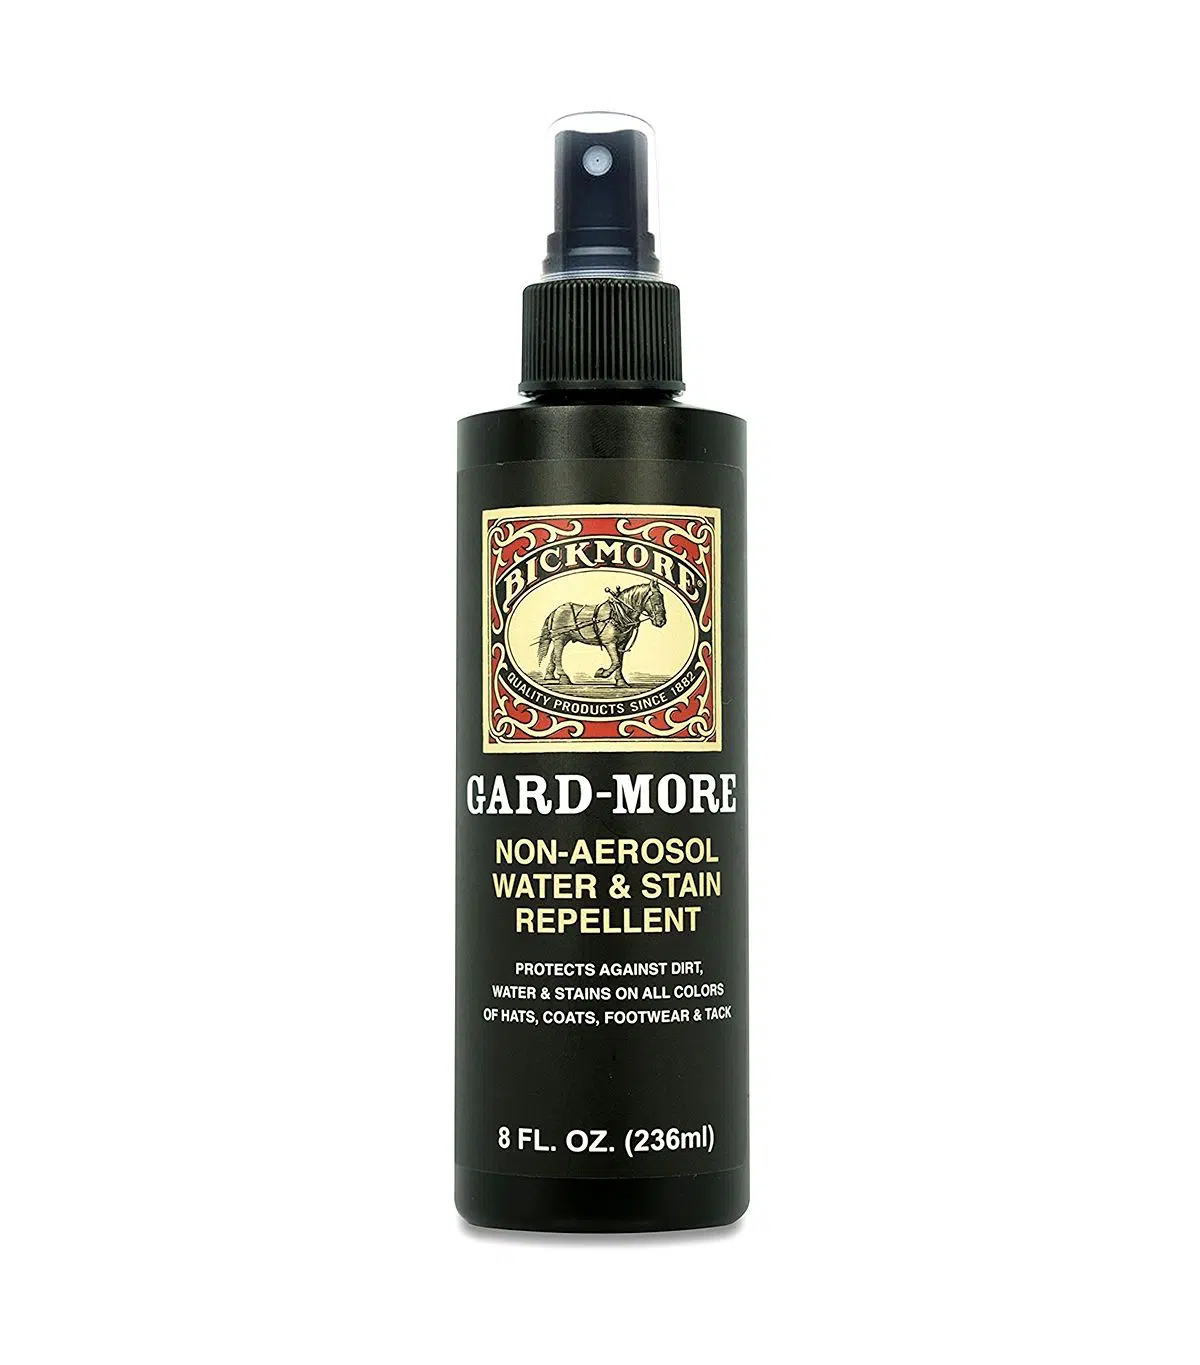 BICKMORE®
QUALITY PRODUCTS SINCE 1882
GARD-MORE
NON-AEROSOL
WATER & STAIN
REPELLENT
PROTECTS AGAINST DIRT,
WATER & STAINS ON ALL COLORS
OF HATS, COATS, FOOTWEAR & TACK
8 FL. OZ. (236ml)